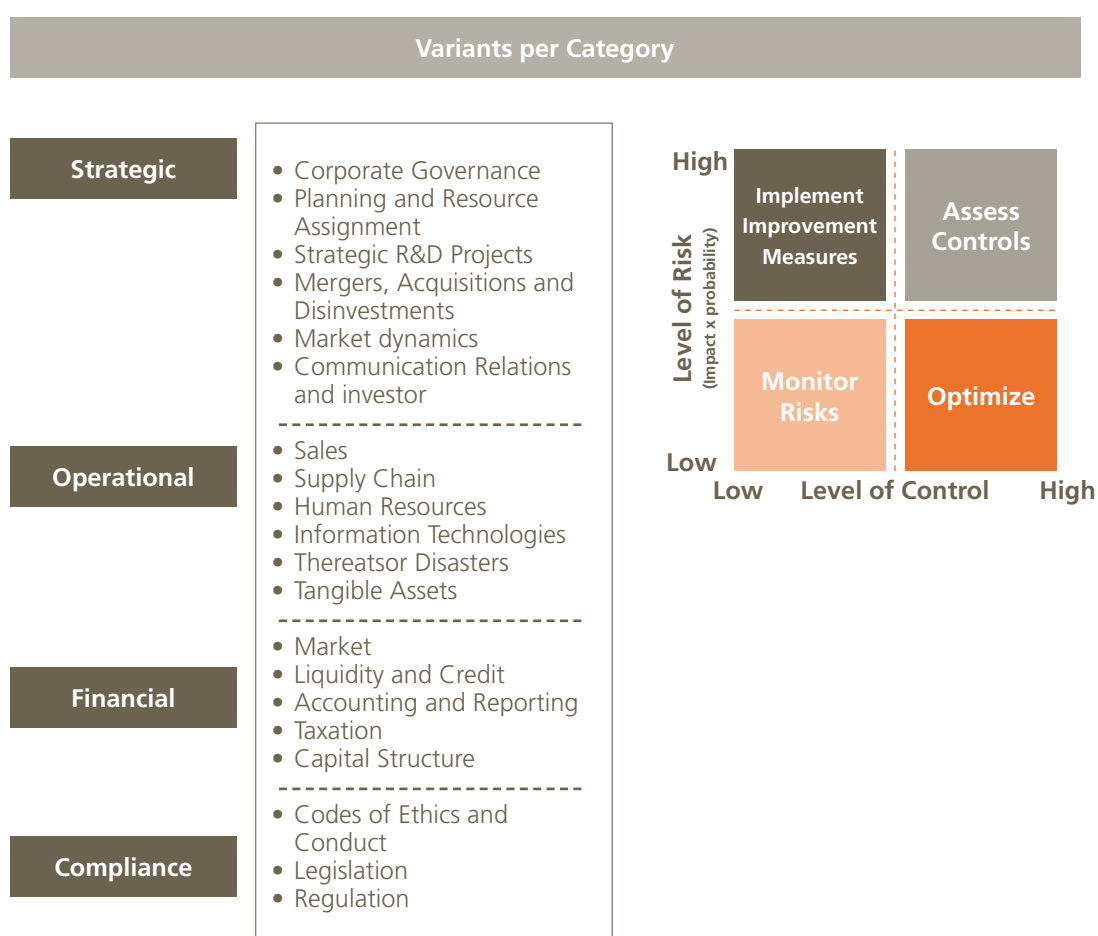 Variants per Category
Strategic
• Corporate Governance
• Planning and Resource
Assignment
• Strategic R&D Projects
• Mergers, Acquisitions and
Disinvestments
• Market dynamics
• Communication Relations
and investor
Operational
• Sales
• Supply Chain
• Human Resources
• Information Technologies
• Thereatsor Disasters
• Tangible Assets
Financial
• Market
• Liquidity and Credit
• Accounting and Reporting
• Taxation
• Capital Structure
Compliance
• Codes of Ethics and
Conduct
• Legislation
• Regulation
High
Level of Risk
(Impact x probability)
Low
Implement
Improvement
Measures
Assess
Controls
Monitor
Risks
Optimize
Low
Level of Control
High